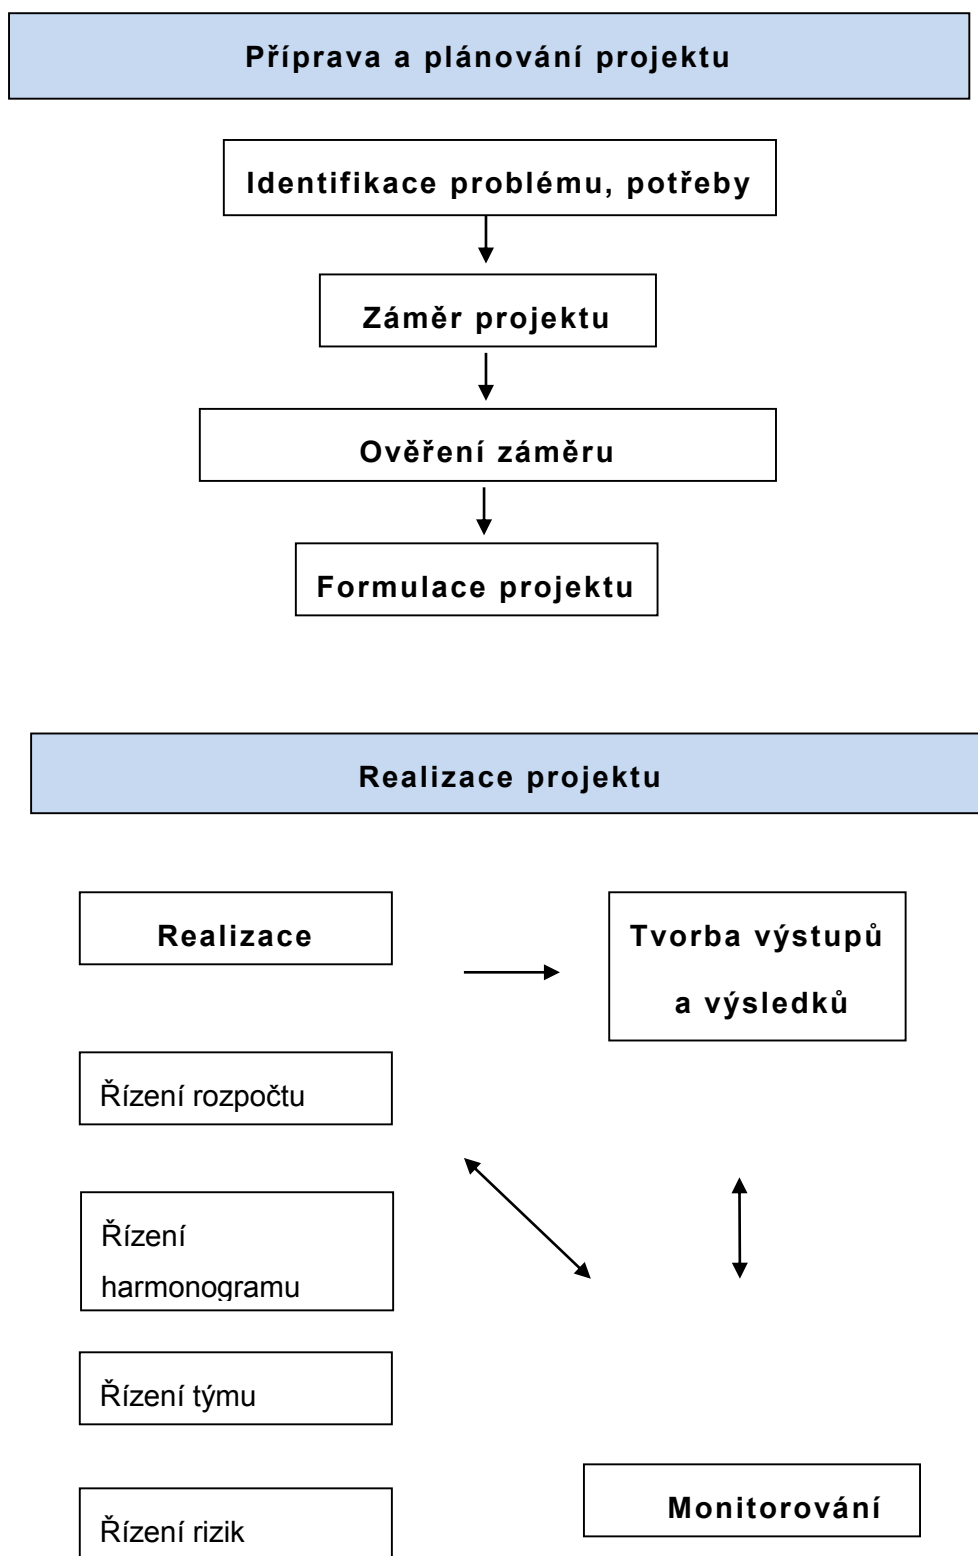 Příprava a plánování projektu
Identifikace problému, potřeby
Záměr projektu
Ověření záměru
Formulace projektu
Realizace projektu
Realizace
Tvorba výstupů
a výsledků
Řízení rozpočtu
Řízení
harmonogramu
Řízení týmu
Monitorování
Řízení rizik